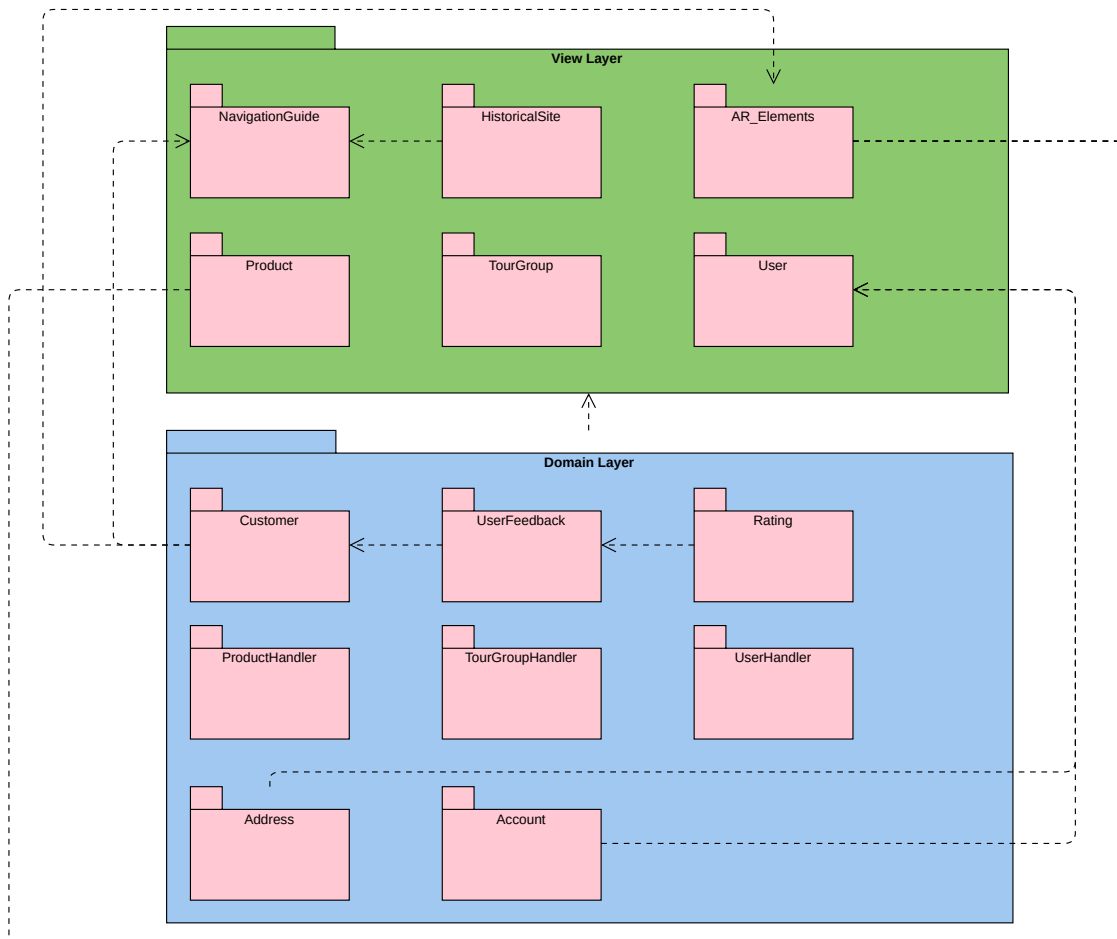 View Layer
NavigationGuide
HistoricalSite
AR_Elements
Product
TourGroup
User
Domain Layer
Customer
UserFeedback
Rating
ProductHandler
TourGroupHandler
UserHandler
Address
Account